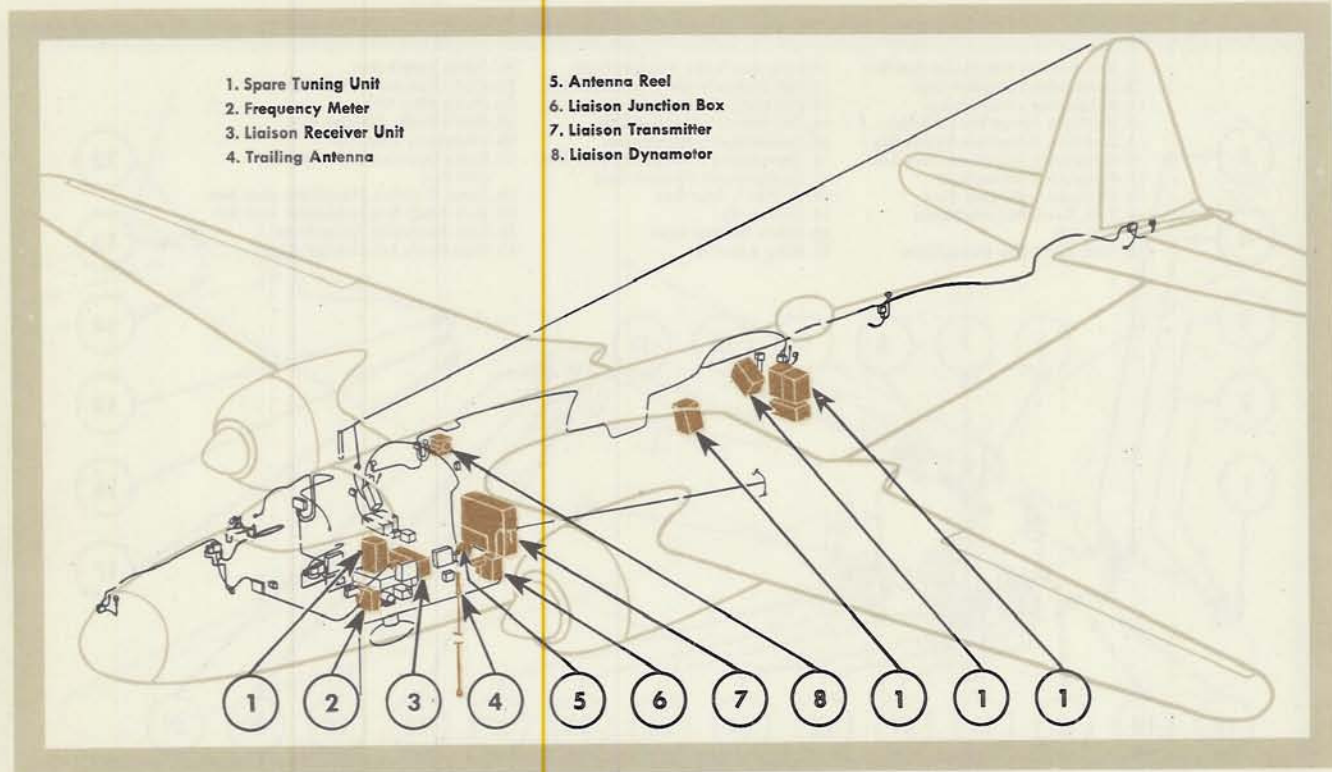 1. Spare Tuning Unit
2. Frequency Meter
3. Liaison Receiver Unit
4. Trailing Antenna
5. Antenna Reel
6. Liaison Junction Box
7. Liaison Transmitter
8. Liaison Dynamotor
1 2 3 4 5 6 7 8 1 1 1